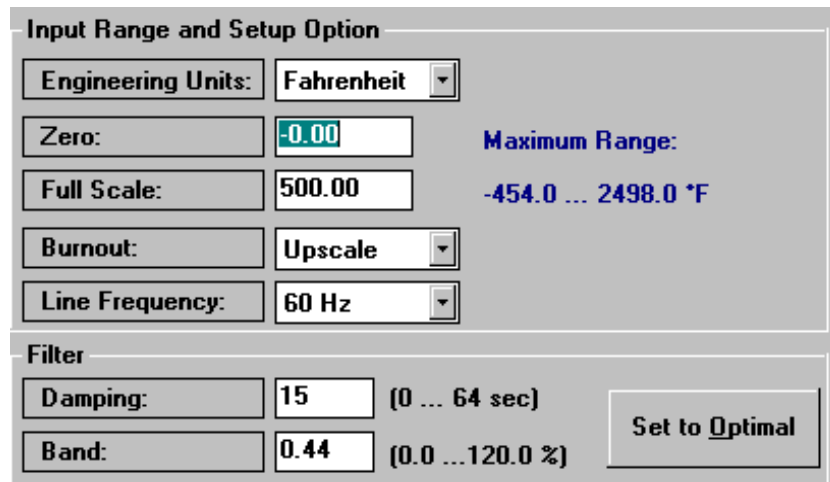 Input Range and Setup Option
Engineering Units: Fahrenheit
Zero: -0.00 Maximum Range:
Full Scale: 500.00 -454.0 ... 2498.0 °F
Burnout: Upscale
Line Frequency: 60 Hz
Filter
Damping: 15 (0 ... 64 sec)
Set to Optimal
Band: 0.44 (0.0 ...120.0 %)